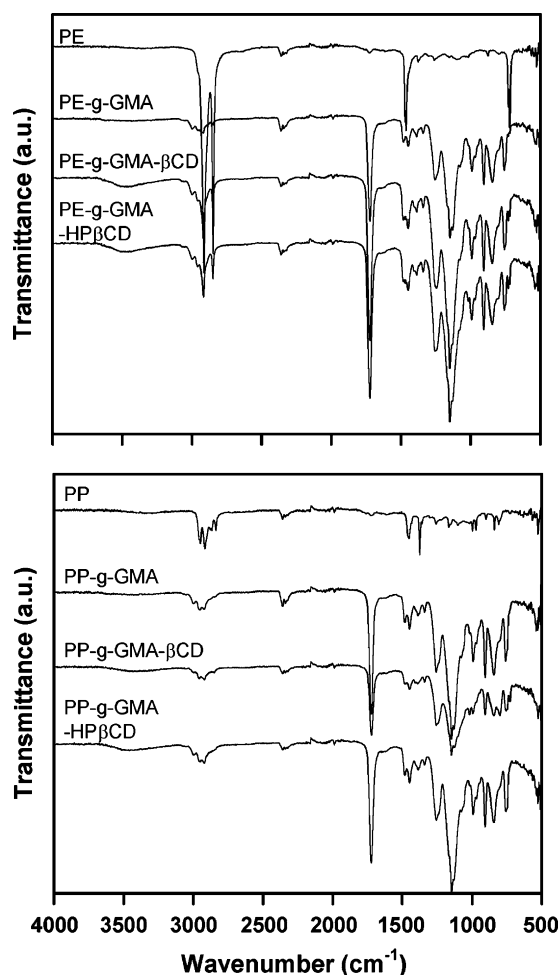 PE
PE-g-GMA
PE-g-GMA-βCD
PE-g-GMA
-HPβCD
Transmittance (a.u.)
PP
PP-g-GMA
PP-g-GMA-βCD
PP-g-GMA
-HPβCD
Transmittance (a.u.)
4000 3500 3000 2500 2000 1500 1000 500
Wavenumber (cm⁻¹)